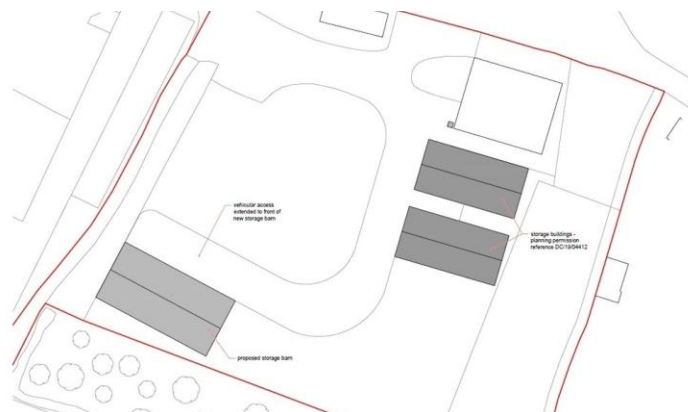 vehicular access
extended to front of
new storage barn
storage buildings -
planning permission
reference DC/19/04412
proposed storage barn